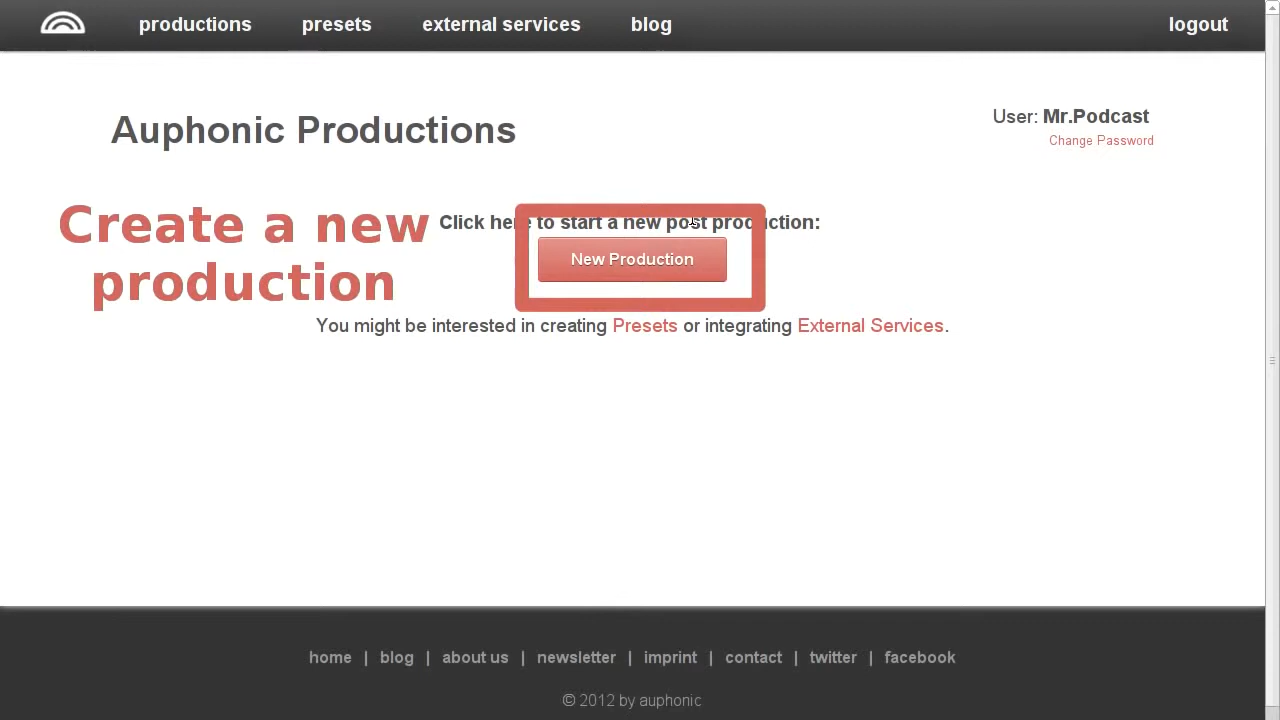 productions presets external services blog logout
Auphonic Productions
User: Mr.Podcast
Change Password
Create a new
production
Click here to start a new post production:
New Production
You might be interested in creating Presets or integrating External Services.
home | blog | about us | newsletter | imprint | contact | twitter | facebook
© 2012 by auphonic